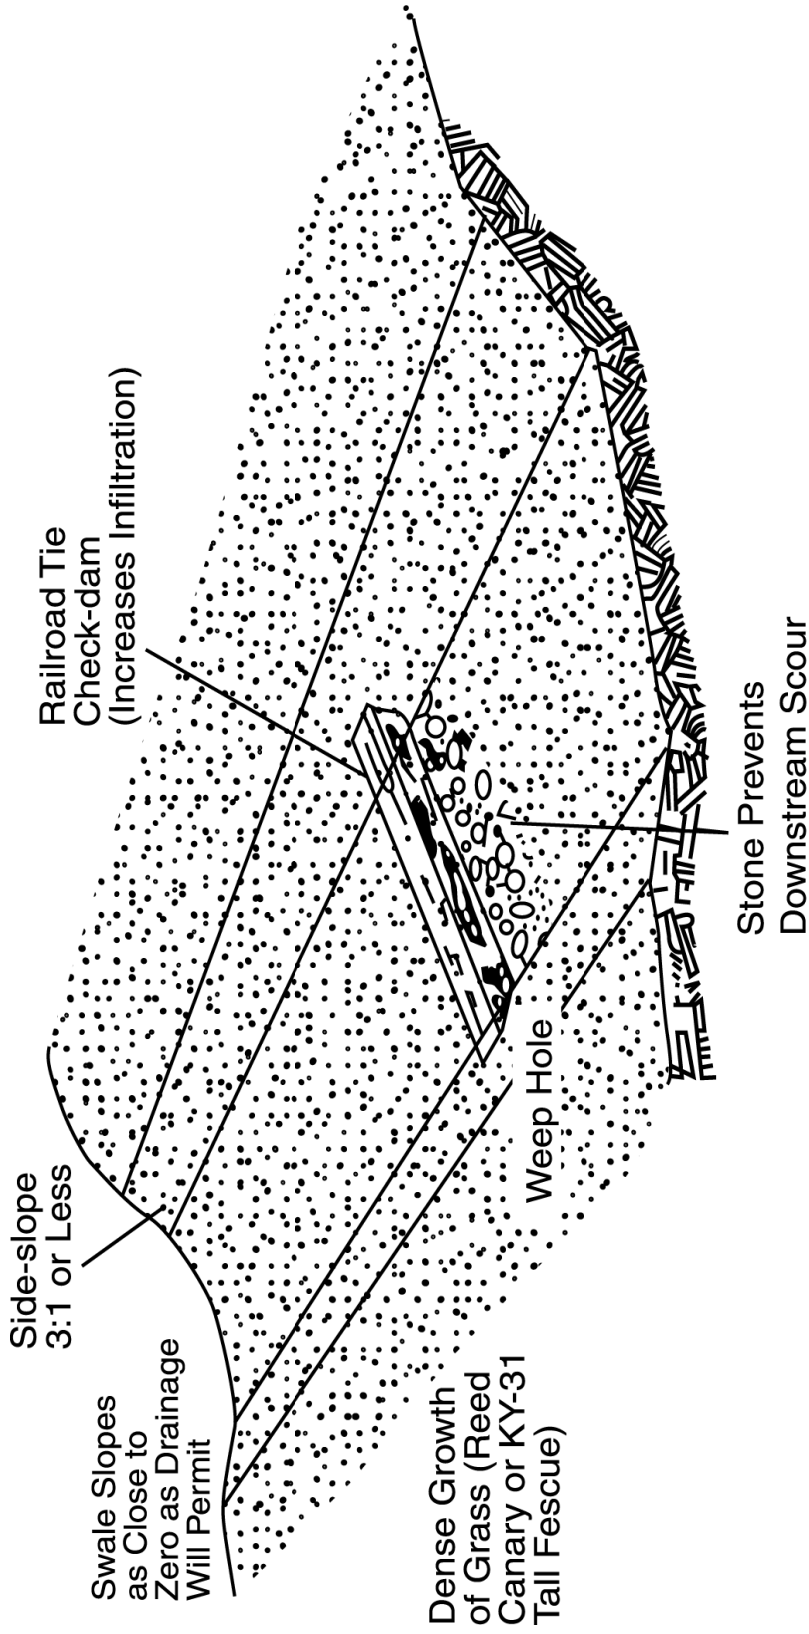 Swale Slopes
as Close to
Zero as Drainage
Will Permit
Side-slope
3:1 or Less
Railroad Tie
Check-dam
(Increases Infiltration)
Dense Growth
of Grass (Reed
Canary or KY-31
Tall Fescue)
Weep Hole
Stone Prevents
Downstream Scour